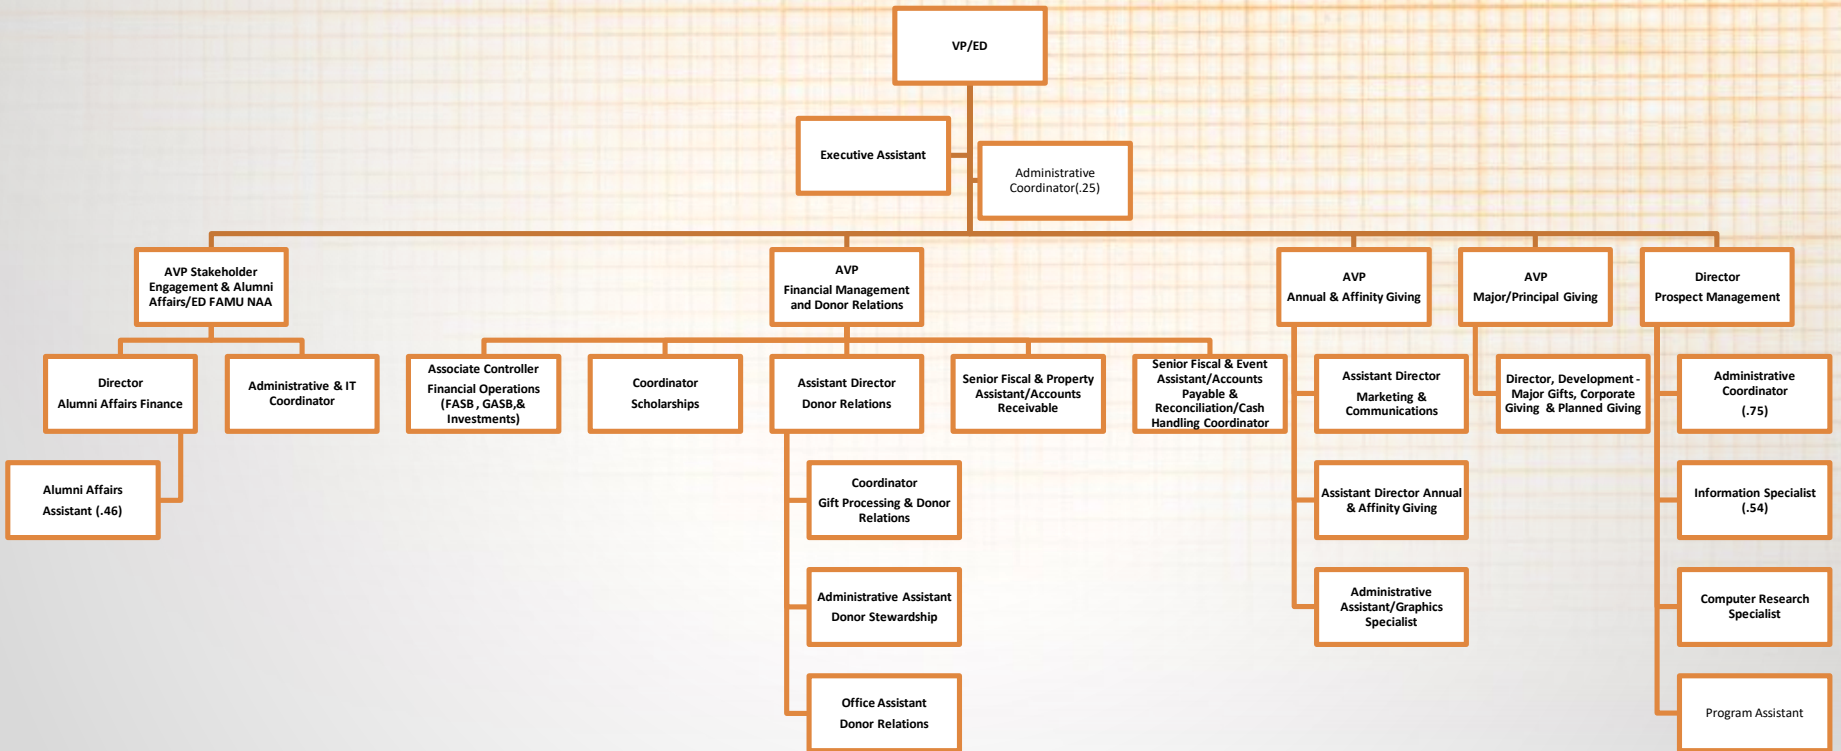 VP/ED
Executive Assistant
Administrative
Coordinator(.25)
AVP Stakeholder
Engagement & Alumni
Affairs/ED FAMU NAA
AVP
Financial Management
and Donor Relations
AVP
Annual & Affinity Giving
AVP
Major/Principal Giving
Director
Prospect Management
Director
Alumni Affairs Finance
Administrative & IT
Coordinator
Associate Controller
Financial Operations
(FASB , GASB,&
Investments)
Coordinator
Scholarships
Assistant Director
Donor Relations
Senior Fiscal & Property
Assistant/Accounts
Receivable
Senior Fiscal & Event
Assistant/Accounts
Payable &
Reconciliation/Cash
Handling Coordinator
Assistant Director
Marketing &
Communications
Director, Development -
Major Gifts, Corporate
Giving & Planned Giving
Administrative
Coordinator
(.75)
Alumni Affairs
Assistant (.46)
Coordinator
Gift Processing & Donor
Relations
Assistant Director Annual
& Affinity Giving
Information Specialist
(.54)
Administrative Assistant
Donor Stewardship
Administrative
Assistant/Graphics
Specialist
Computer Research
Specialist
Office Assistant
Donor Relations
Program Assistant